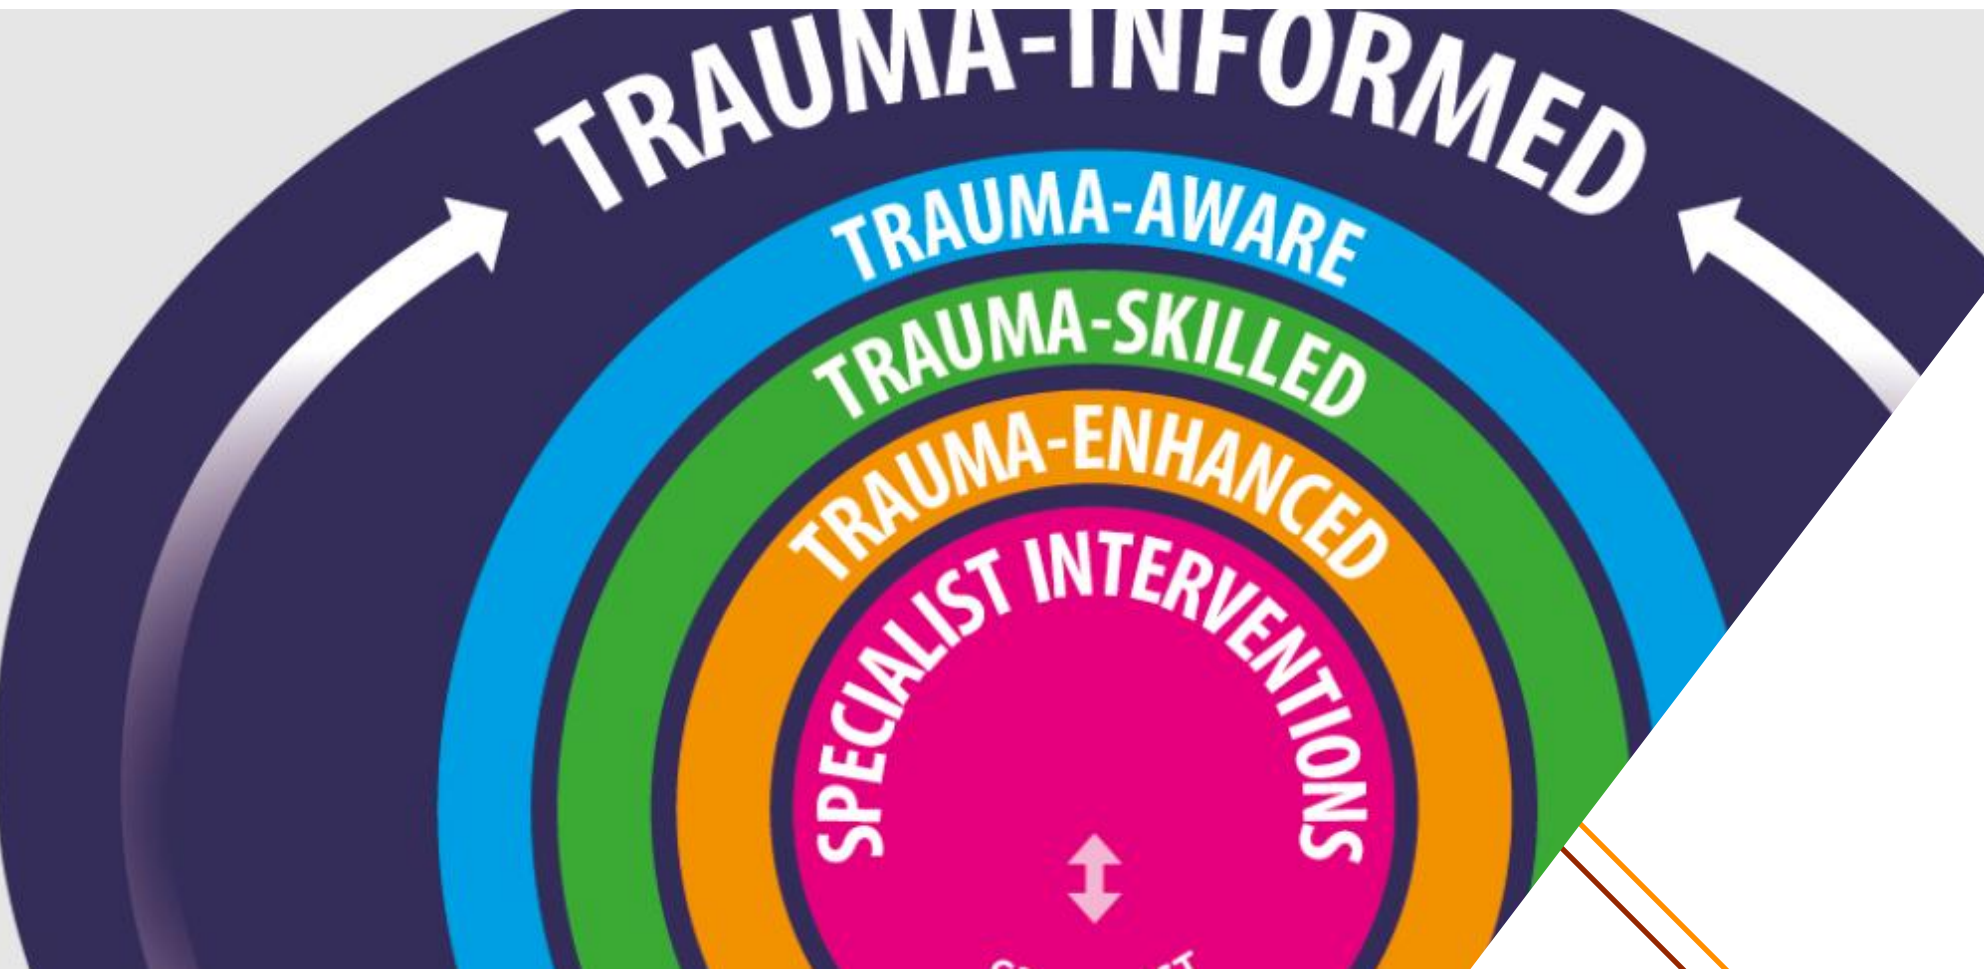 TRAUMA-INFORMED
TRAUMA-AWARE
TRAUMA-SKILLED
TRAUMA-ENHANCED
SPECIALIST INTERVENTIONS